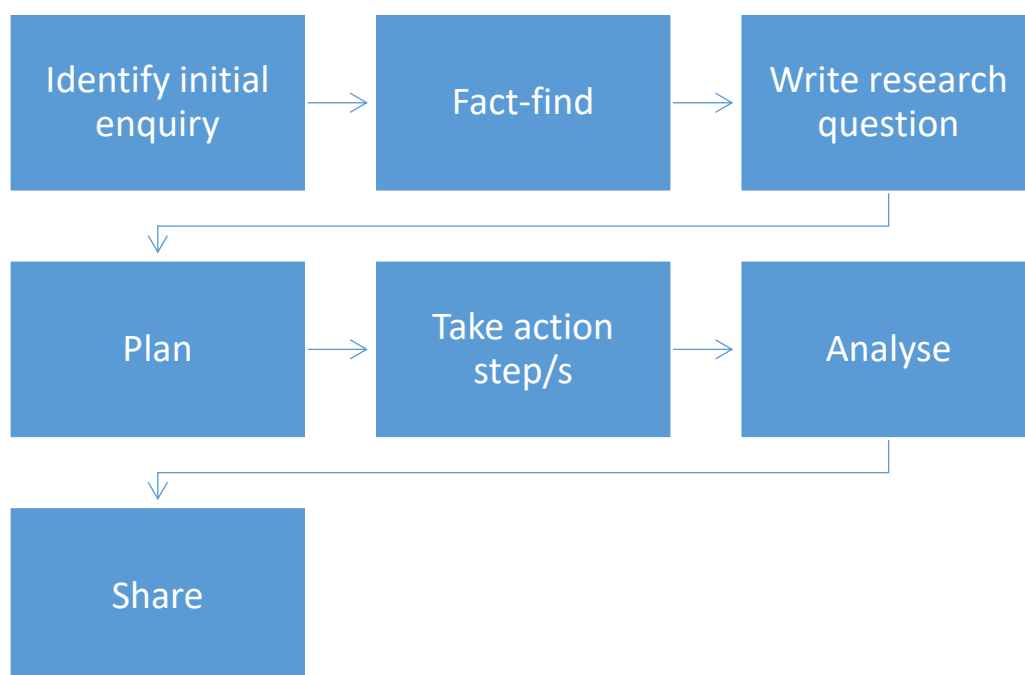 Identify initial
enquiry
Fact-find
Write research
question
Plan
Take action
step/s
Analyse
Share